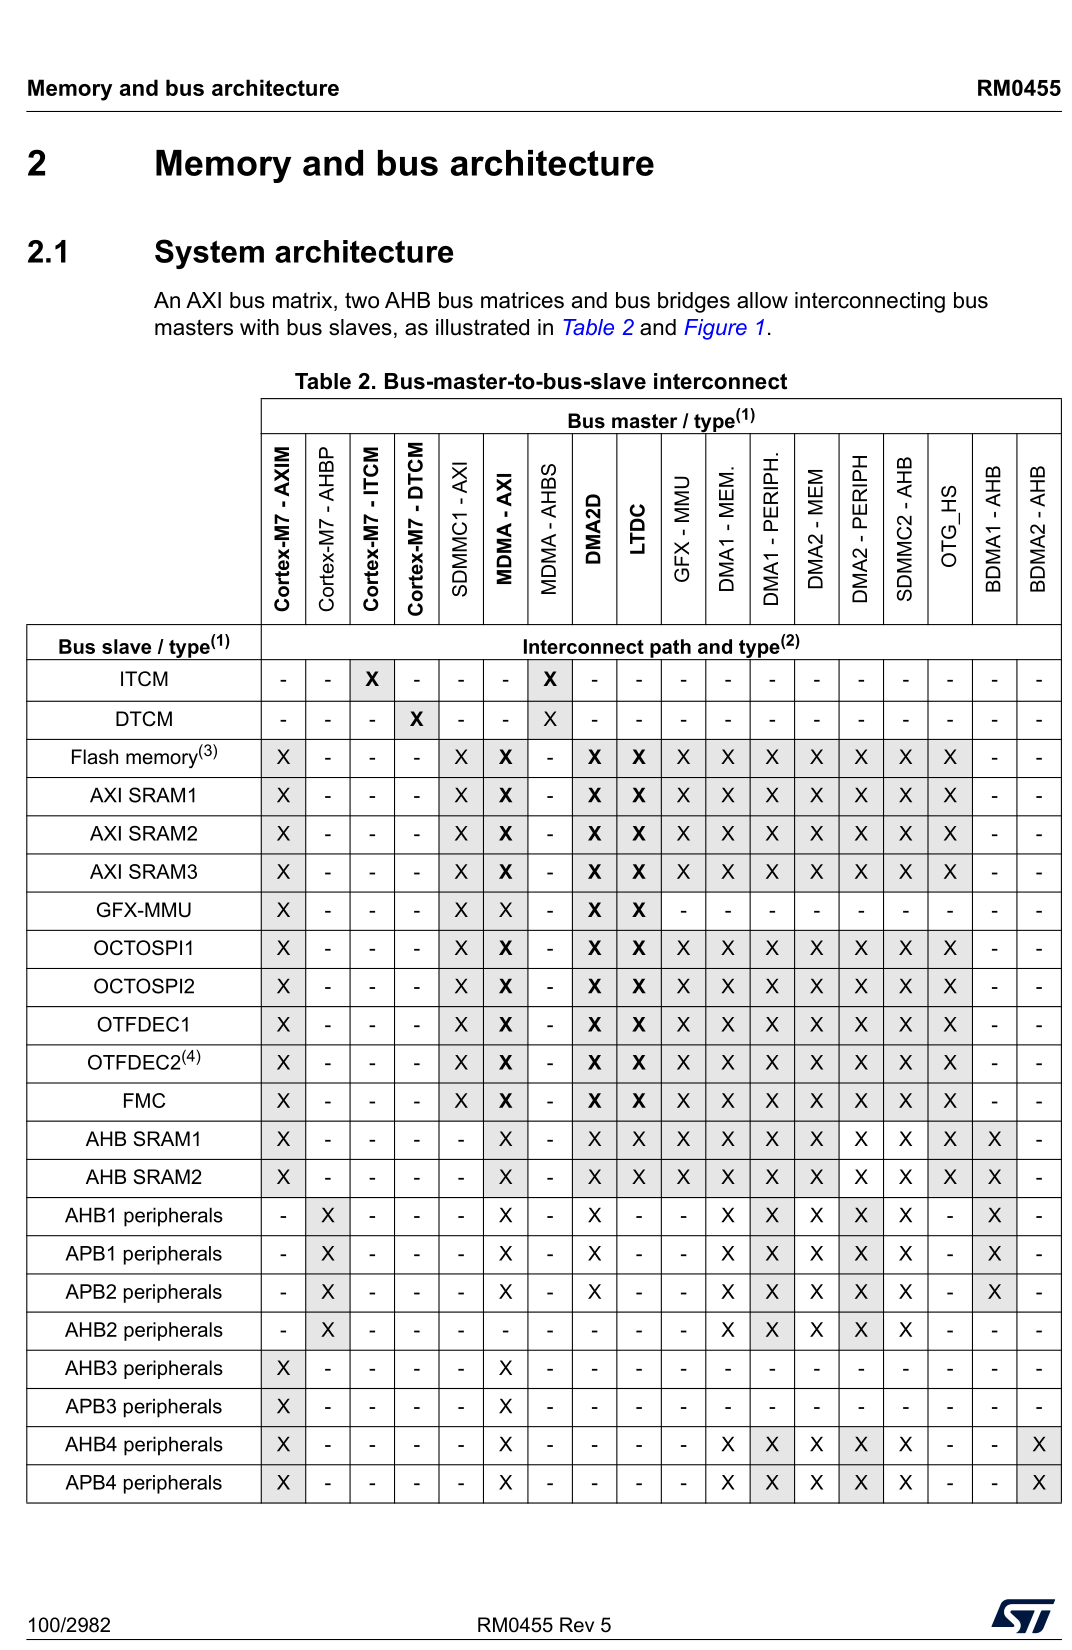 Memory and bus architecture RM0455
2 Memory and bus architecture
2.1 System architecture
An AXI bus matrix, two AHB bus matrices and bus bridges allow interconnecting bus
masters with bus slaves, as illustrated in Table 2 and Figure 1.
Table 2. Bus-master-to-bus-slave interconnect
Bus master / type(1)
Cortex-M7 - AXIM
Cortex-M7 - AHBP
Cortex-M7 - ITCM
Cortex-M7 - DTCM
SDMMC1 - AXI
MDMA - AXI
MDMA - AHBS
DMA2D
LTDC
GFX - MMU
DMA1 - MEM.
DMA1 - PERIPH.
DMA2 - MEM
DMA2 - PERIPH
SDMMC2 - AHB
OTG_HS
BDMA1 - AHB
BDMA2 - AHB
Bus slave / type(1) Interconnect path and type(2)
ITCM - - X - - - X - - - - - - - - - - -
DTCM - - - X - - X - - - - - - - - - - -
Flash memory(3) X - - - X X - X X X X X X X X X - -
AXI SRAM1 X - - - X X - X X X X X X X X X - -
AXI SRAM2 X - - - X X - X X X X X X X X X - -
AXI SRAM3 X - - - X X - X X X X X X X X X - -
GFX-MMU X - - - X X - X X - - - - - - - - -
OCTOSPI1 X - - - X X - X X X X X X X X X - -
OCTOSPI2 X - - - X X - X X X X X X X X X - -
OTFDEC1 X - - - X X - X X X X X X X X X - -
OTFDEC2(4) X - - - X X - X X X X X X X X X - -
FMC X - - - X X - X X X X X X X X X - -
AHB SRAM1 X - - - - X - X X X X X X X X X X -
AHB SRAM2 X - - - - X - X X X X X X X X X X -
AHB1 peripherals - X - - - X - X - - X X X X X - X -
APB1 peripherals - X - - - X - X - - X X X X X - X -
APB2 peripherals - X - - - X - X - - X X X X X - X -
AHB2 peripherals - X - - - - - - - - X X X X X - - -
AHB3 peripherals X - - - - X - - - - - - - - - - - -
APB3 peripherals X - - - - X - - - - - - - - - - - -
AHB4 peripherals X - - - - X - - - - X X X X X - - X
APB4 peripherals X - - - - X - - - - X X X X X - - X
100/2982 RM0455 Rev 5
ST